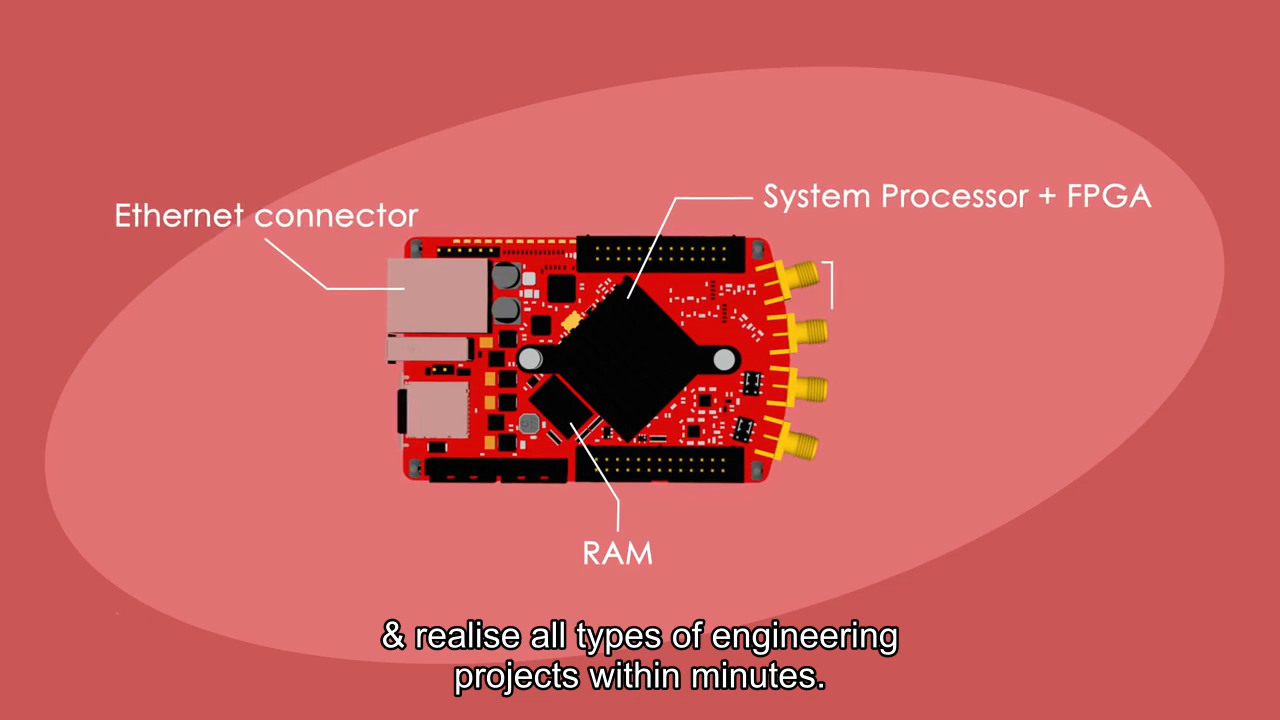 System Processor + FPGA
Ethernet connector
RAM
& realise all types of engineering
projects within minutes.